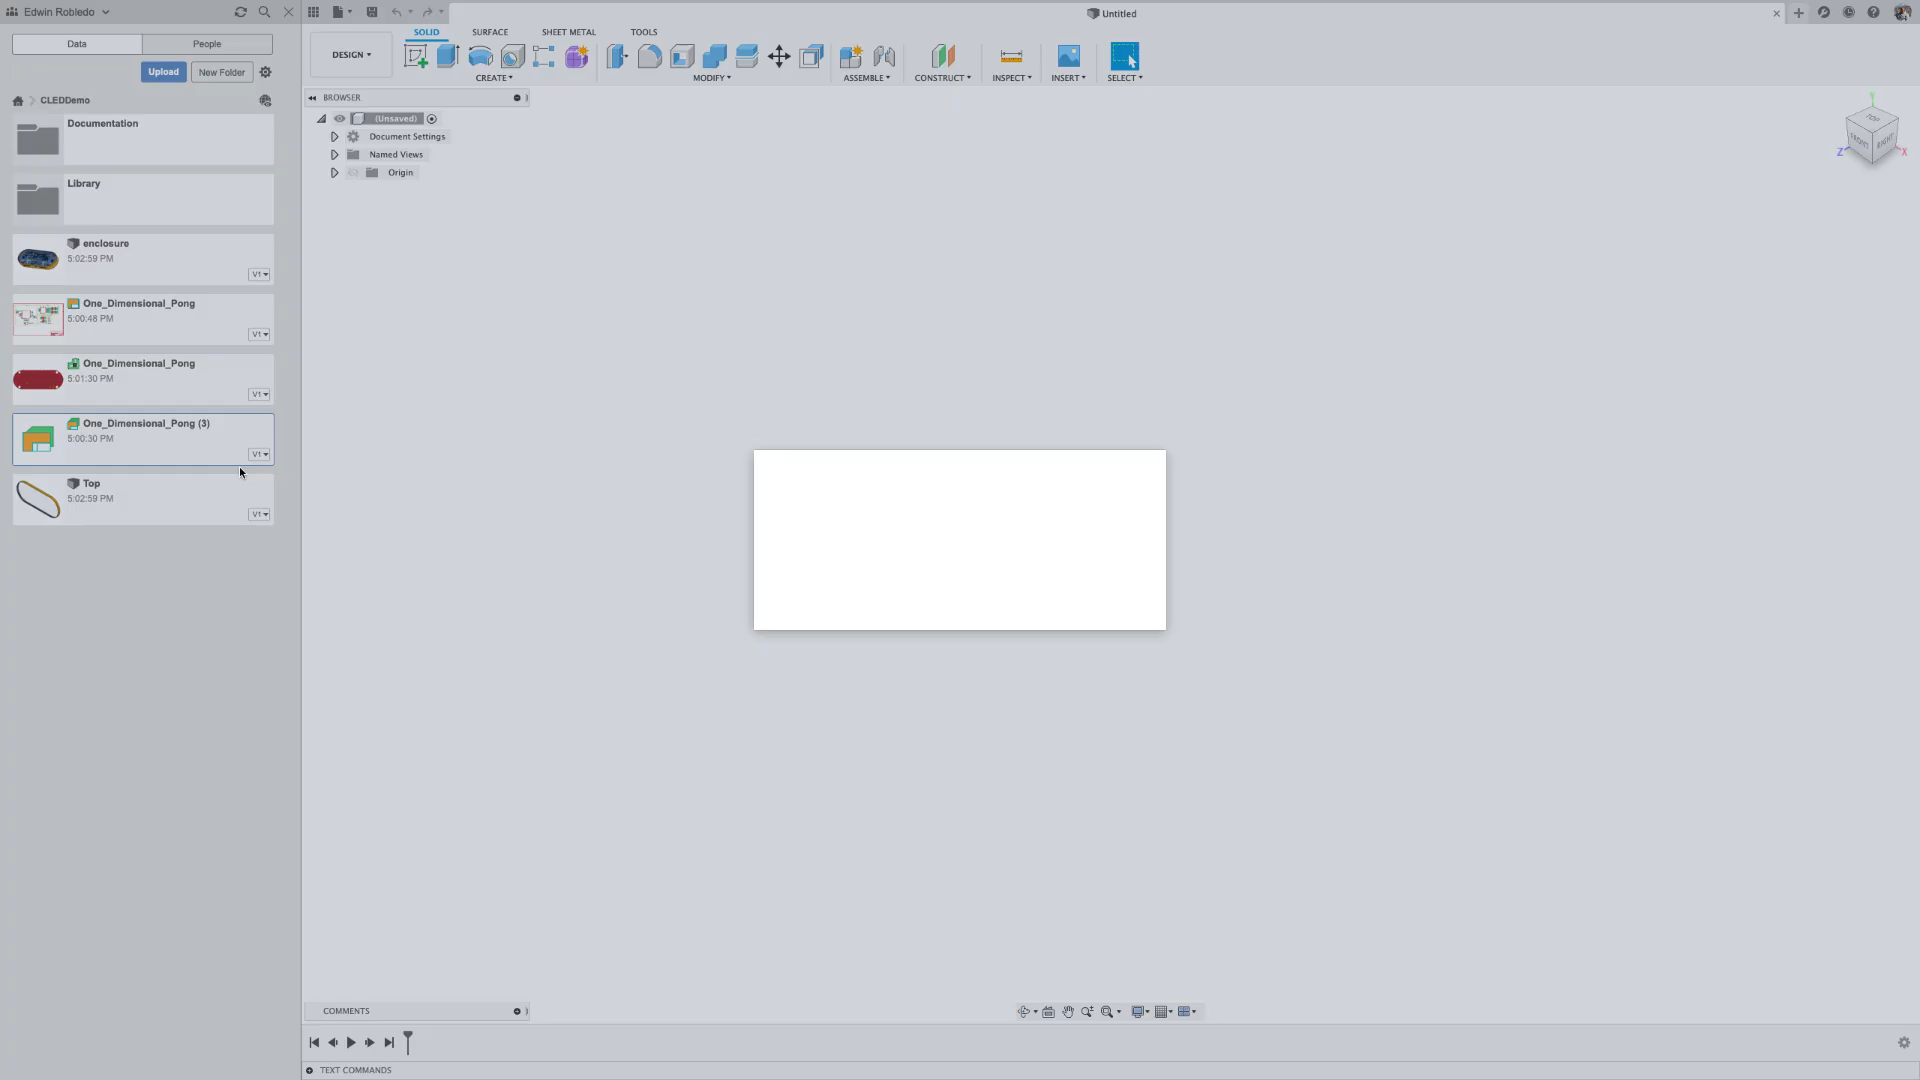 Edwin Robledo
Untitled
Data
People
Upload
New Folder
CLEDDemo
Documentation
Library
enclosure
5:02:59 PM
V1
One_Dimensional_Pong
5:00:48 PM
V1
One_Dimensional_Pong
5:01:30 PM
V1
One_Dimensional_Pong (3)
5:00:30 PM
V1
Top
5:02:59 PM
V1
DESIGN
SOLID
SURFACE
SHEET METAL
TOOLS
CREATE
MODIFY
ASSEMBLE
CONSTRUCT
INSPECT
INSERT
SELECT
BROWSER
(Unsaved)
Document Settings
Named Views
Origin
Y
TOP
FRONT
RIGHT
Z
X
COMMENTS
TEXT COMMANDS